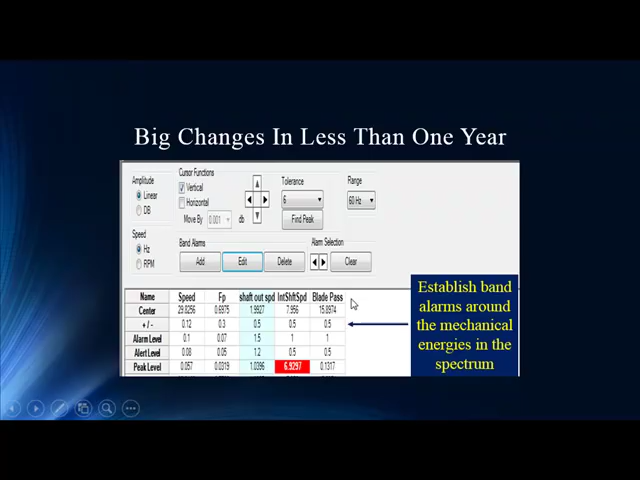 Big Changes In Less Than One Year
Amplitude
Linear
DB
Speed
Hz
RPM
Cursor Functions
Vertical
Horizontal
Move By 0.001 db
Tolerance
6
Find Peak
Range
60 Hz
Band Alarms
Add Edit Delete
Alarm Selection
Clear
Name Speed Fp shaft out spd IntShftSpd Blade Pass
Center 29.8256 0.6975 1.9927 7.956 15.8974
+ / - 0.12 0.3 0.5 0.5 0.5
Alarm Level 0.1 0.07 1.5 1 1
Alert Level 0.08 0.05 1.2 0.5 0.5
Peak Level 0.057 0.0319 1.0396 6.9297 0.1317
Establish band
alarms around
the mechanical
energies in the
spectrum